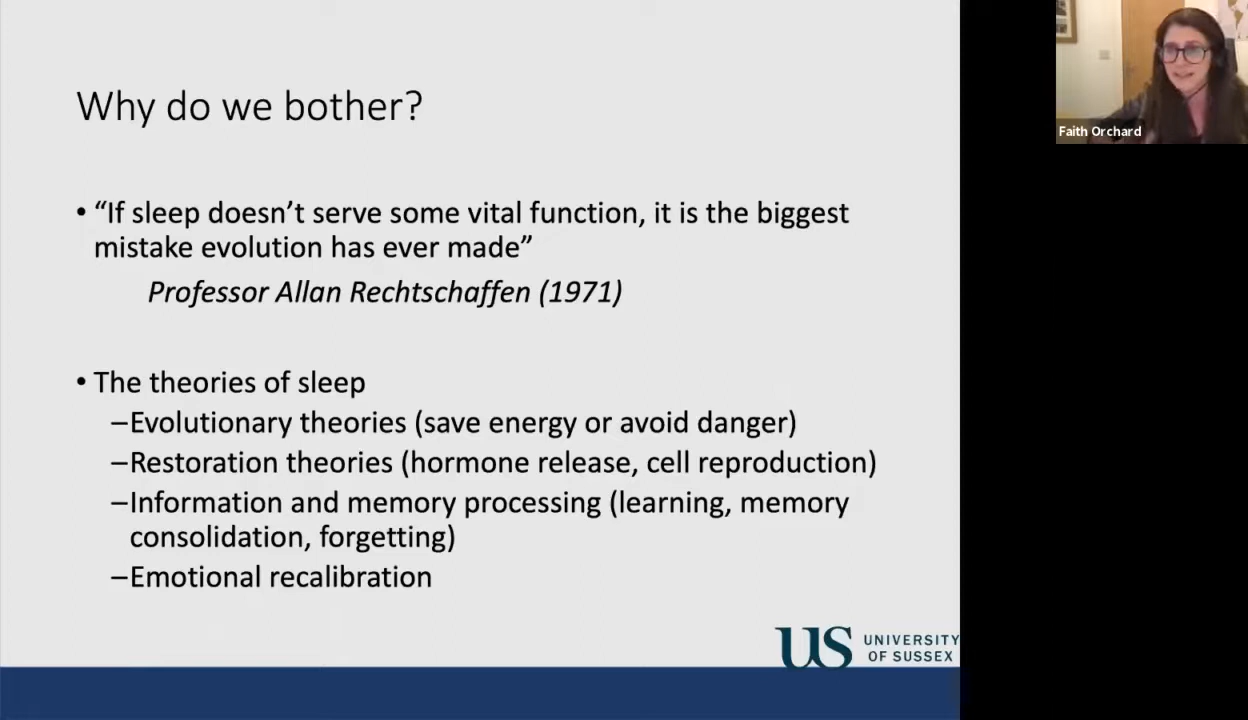 Why do we bother?
• “If sleep doesn’t serve some vital function, it is the biggest
mistake evolution has ever made”
Professor Allan Rechtschaffen (1971)
• The theories of sleep
–Evolutionary theories (save energy or avoid danger)
–Restoration theories (hormone release, cell reproduction)
–Information and memory processing (learning, memory
consolidation, forgetting)
–Emotional recalibration
US UNIVERSITY
OF SUSSEX
Faith Orchard